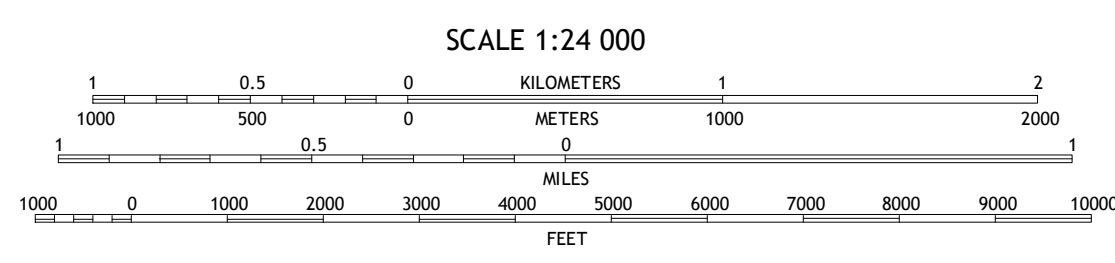 SCALE 1:24 000
1 0.5 0 KILOMETERS 1 2
1000 500 0 METERS 1000 2000
1 0.5 0 1
MILES
1000 0 1000 2000 3000 4000 5000 6000 7000 8000 9000 10000
FEET